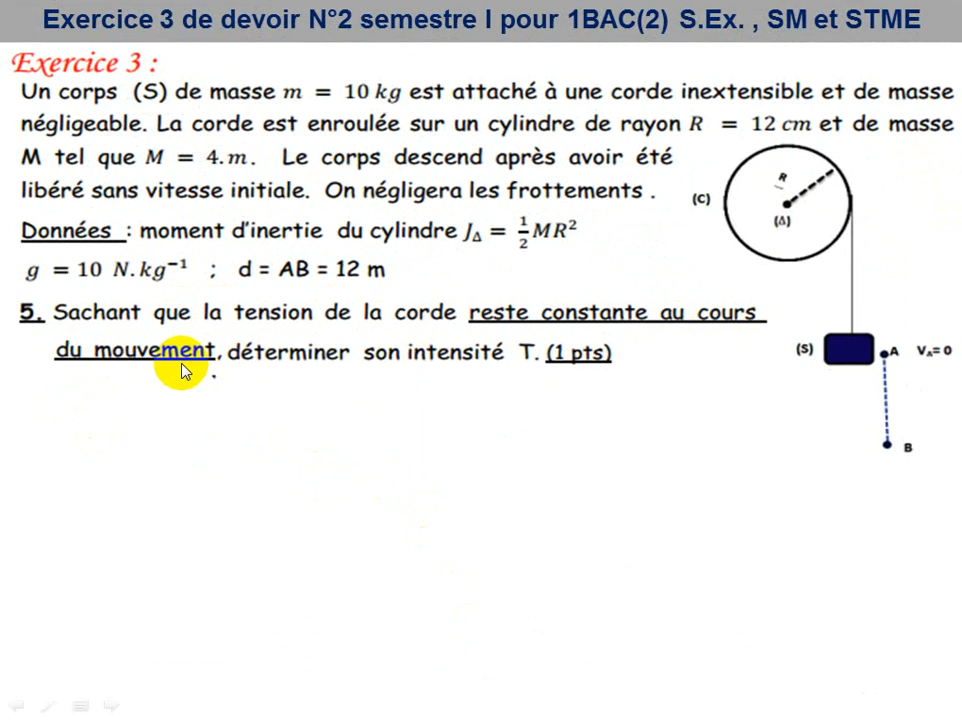 Exercice 3 de devoir N°2 semestre I pour 1BAC(2) S.Ex. , SM et STME
Exercice 3 :
Un corps (S) de masse m = 10 kg est attaché à une corde inextensible et de masse
négligeable. La corde est enroulée sur un cylindre de rayon R = 12 cm et de masse
M tel que M = 4.m. Le corps descend après avoir été
libéré sans vitesse initiale. On négligera les frottements .
Données : moment d'inertie du cylindre J_Δ = 1/2 MR²
g = 10 N.kg⁻¹ ; d = AB = 12 m
5. Sachant que la tension de la corde reste constante au cours
du mouvement, déterminer son intensité T. (1 pts)
.
R
(C)
(Δ)
(S)
A V_A= 0
B